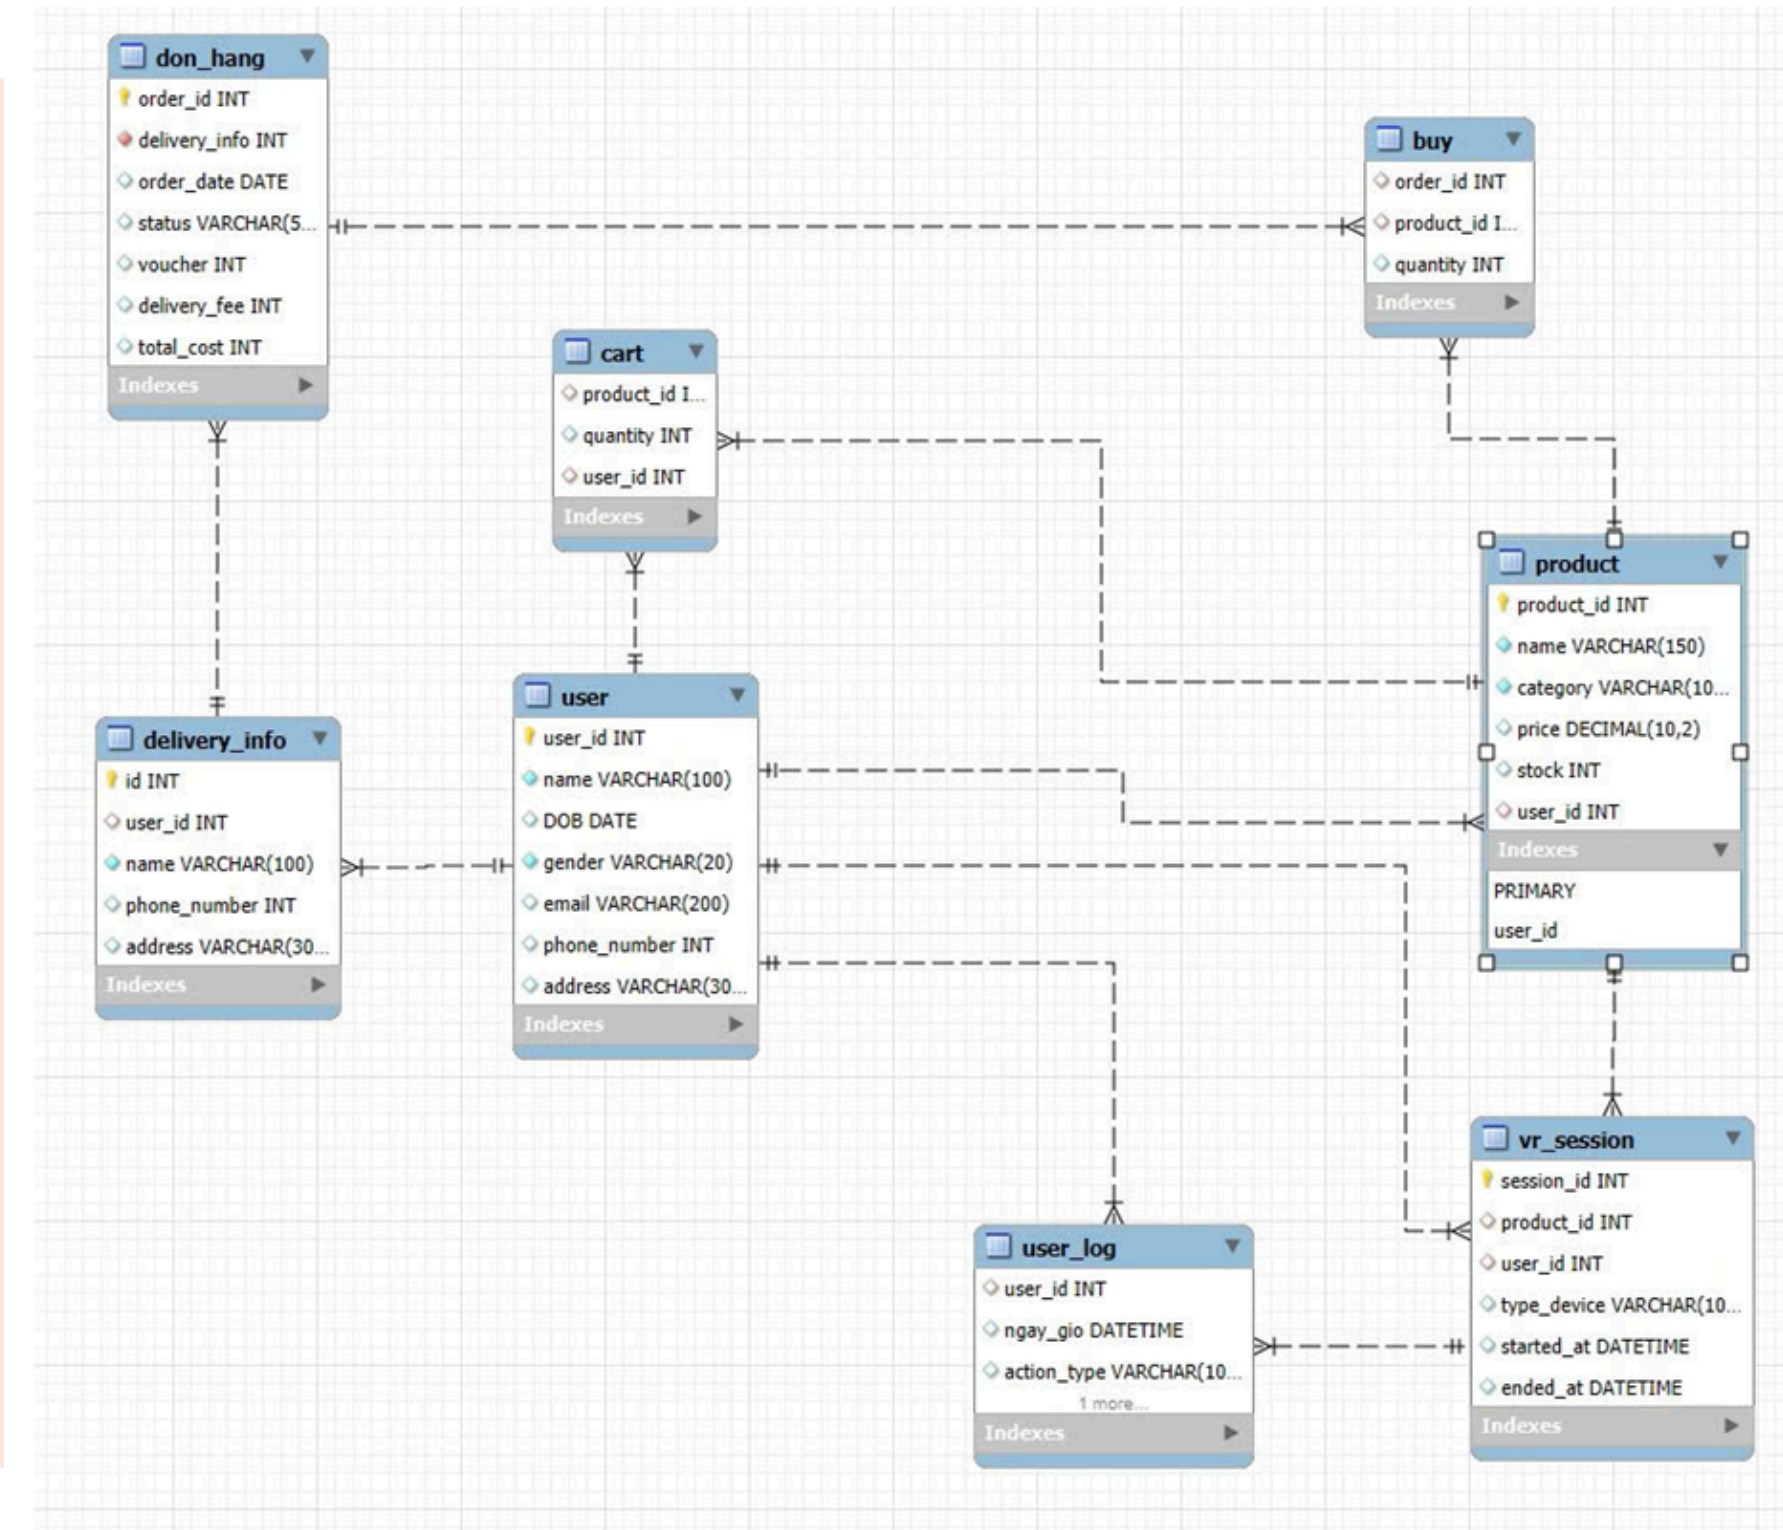 don_hang
order_id INT
delivery_info INT
order_date DATE
status VARCHAR(5...
voucher INT
delivery_fee INT
total_cost INT
Indexes
buy
order_id INT
product_id I...
quantity INT
Indexes
cart
product_id I...
quantity INT
user_id INT
Indexes
product
product_id INT
name VARCHAR(150)
category VARCHAR(10...
price DECIMAL(10,2)
stock INT
user_id INT
Indexes
PRIMARY
user_id
delivery_info
id INT
user_id INT
name VARCHAR(100)
phone_number INT
address VARCHAR(30...
Indexes
user
user_id INT
name VARCHAR(100)
DOB DATE
gender VARCHAR(20)
email VARCHAR(200)
phone_number INT
address VARCHAR(30...
Indexes
user_log
user_id INT
ngay_gio DATETIME
action_type VARCHAR(10...
1 more...
Indexes
vr_session
session_id INT
product_id INT
user_id INT
type_device VARCHAR(10...
started_at DATETIME
ended_at DATETIME
Indexes